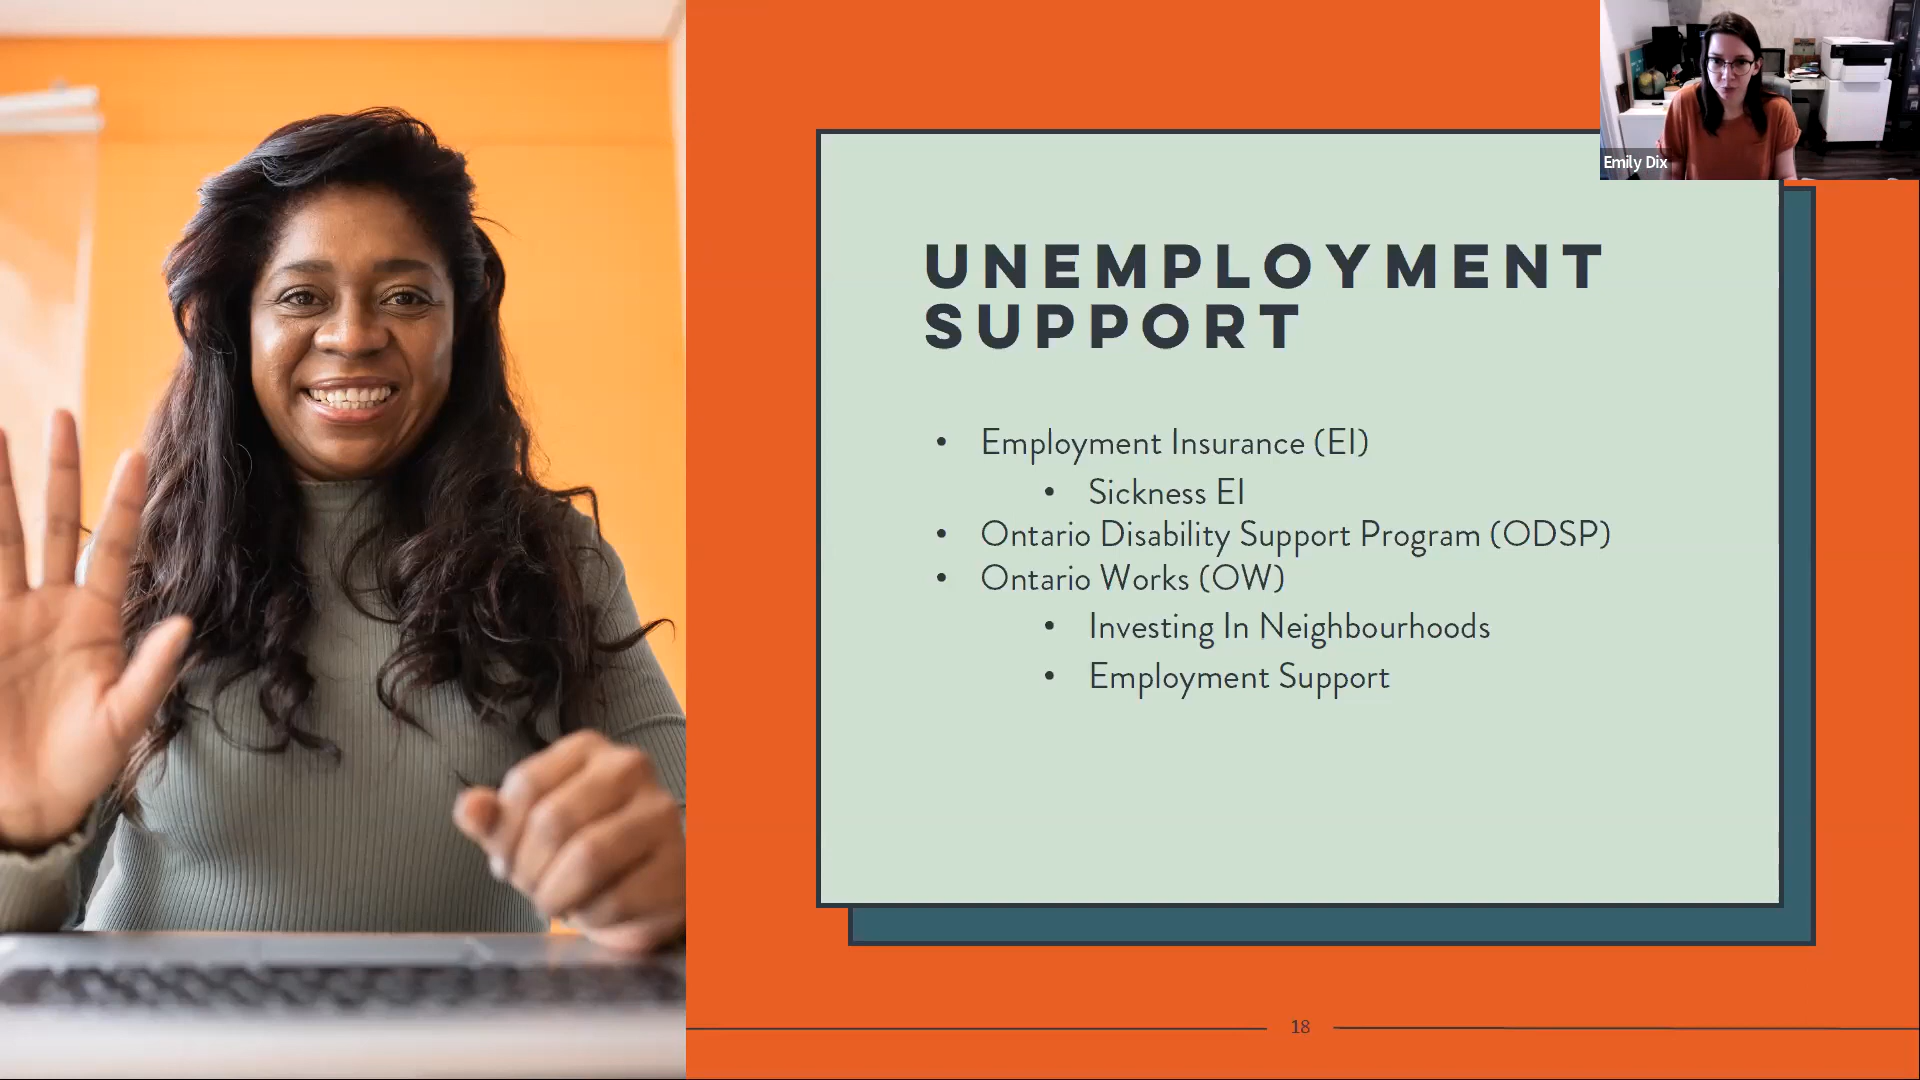 Emily Dix
UNEMPLOYMENT
SUPPORT
• Employment Insurance (EI)
• Sickness EI
• Ontario Disability Support Program (ODSP)
• Ontario Works (OW)
• Investing In Neighbourhoods
• Employment Support
18